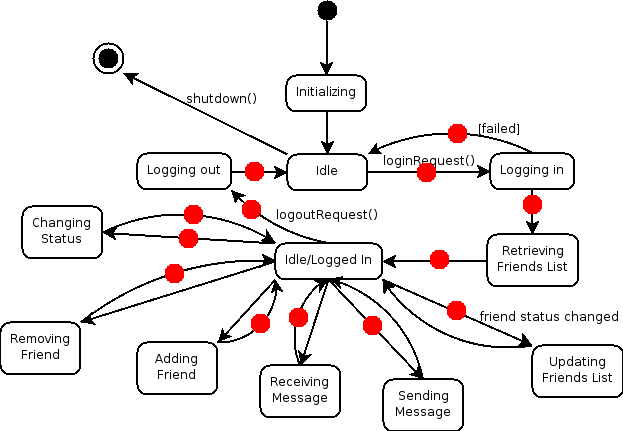 shutdown()
Initializing
[failed]
loginRequest()
Logging out
Idle
Logging in
logoutRequest()
Changing
Status
Idle/Logged In
Retrieving
Friends List
friend status changed
Removing
Friend
Adding
Friend
Receiving
Message
Sending
Message
Updating
Friends List